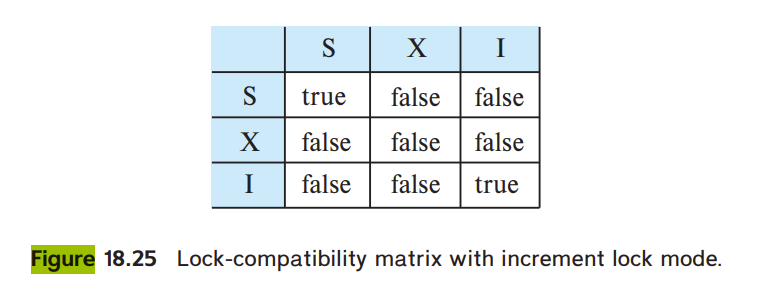 S X I
S true false false
X false false false
I false false true
Figure 18.25 Lock-compatibility matrix with increment lock mode.